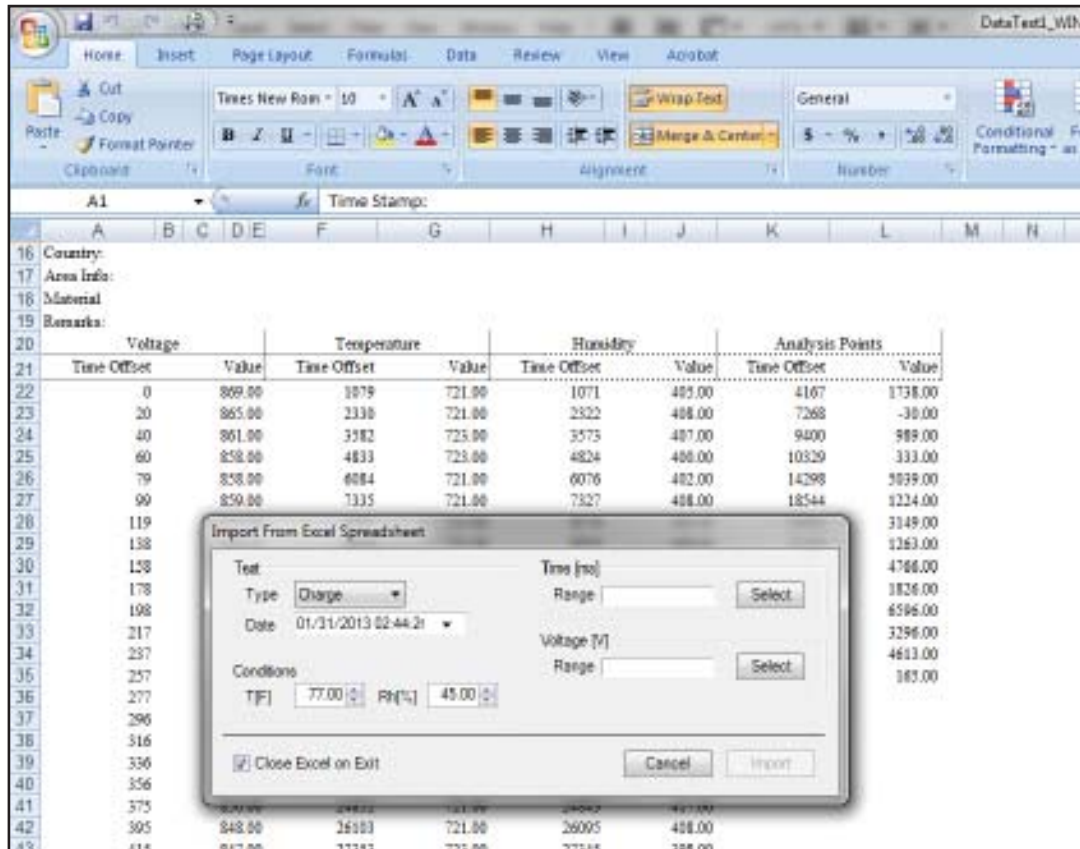 DataTest1_WIN
Home Insert Page Layout Formulas Data Review View Acrobat
Cut
Copy
Format Painter
Paste
Times New Rom 10
Wrap Text
Merge & Center
General
$ %
Conditional
Formatting as
Clipboard Font Alignment Number
A1 fx Time Stamp:
A B C D E F G H I J K L M N
16 Country:
17 Area Info:
18 Material
19 Remarks:
20 Voltage Temperature Humidity Analysis Points
21 Time Offset Value Time Offset Value Time Offset Value Time Offset Value
22 0 869.00 1079 721.00 1071 405.00 4167 1738.00
23 20 865.00 2330 721.00 2322 408.00 7268 -30.00
24 40 861.00 3582 723.00 3573 407.00 9400 989.00
25 60 858.00 4833 723.00 4824 400.00 10329 333.00
26 79 858.00 6084 721.00 6076 402.00 14298 5039.00
27 99 859.00 7335 721.00 7327 408.00 18544 1224.00
28 119 3149.00
29 138 1263.00
30 158 4766.00
31 178 1826.00
32 198 6596.00
33 217 3296.00
34 237 4613.00
35 257 165.00
36 277
37 296
38 316
39 336
40 356
41 375
42 395 848.00 26103 721.00 26095 408.00
43
Import From Excel Spreadsheet
Test
Type Charge
Date 01/31/2013 02:44:2
Conditions
T[F] 77.00 Rh[%] 45.00
Time [ms]
Range Select
Voltage [V]
Range Select
Close Excel on Exit
Cancel Import